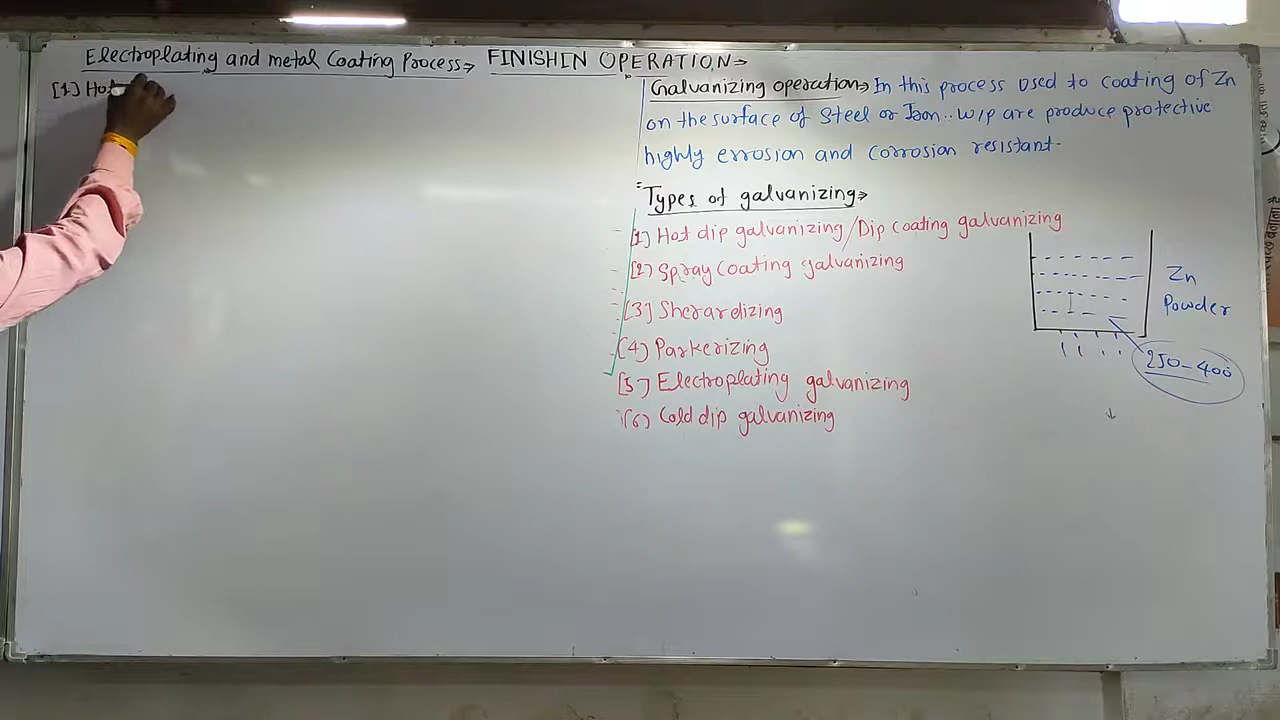 Electroplating and metal Coating Process→ FINISHIN OPERATION→
[1] Hot
Galvanizing operation→ In this process used to coating of Zn
on the surface of Steel or Iron.. W/P are produce protective
highly errosion and corrosion resistant.
Types of galvanizing→
[1] Hot dip galvanizing/Dip coating galvanizing
[2] Spray coating galvanizing
[3] Sherardizing
[4] Parkerizing
[5] Electroplating galvanizing
[6] Cold dip galvanizing
Zn
Powder
250-400